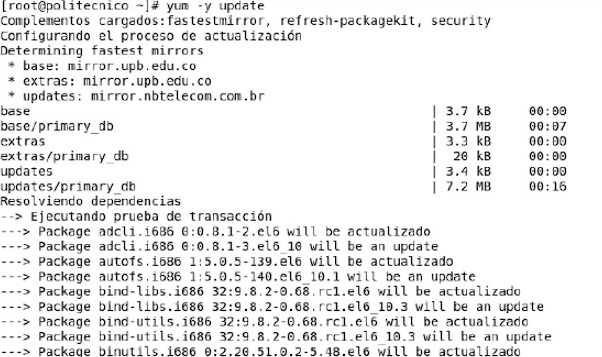 [root@politecnico ~]# yum -y update
Complementos cargados:fastestmirror, refresh-packagekit, security
Configurando el proceso de actualización
Determining fastest mirrors
 * base: mirror.upb.edu.co
 * extras: mirror.upb.edu.co
 * updates: mirror.nbtelecom.com.br
base | 3.7 kB 00:00
base/primary_db | 3.7 MB 00:07
extras | 3.3 kB 00:00
extras/primary_db | 20 kB 00:00
updates | 3.4 kB 00:00
updates/primary_db | 7.2 MB 00:16
Resolviendo dependencias
--> Ejecutando prueba de transacción
---> Package adcli.i686 0:0.8.1-2.el6 will be actualizado
---> Package adcli.i686 0:0.8.1-3.el6_10 will be an update
---> Package autofs.i686 1:5.0.5-139.el6 will be actualizado
---> Package autofs.i686 1:5.0.5-140.el6_10.1 will be an update
---> Package bind-libs.i686 32:9.8.2-0.68.rc1.el6 will be actualizado
---> Package bind-libs.i686 32:9.8.2-0.68.rc1.el6_10.3 will be an update
---> Package bind-utils.i686 32:9.8.2-0.68.rc1.el6 will be actualizado
---> Package bind-utils.i686 32:9.8.2-0.68.rc1.el6_10.3 will be an update
---> Package binutils.i686 0:2.20.51.0.2-5.48.el6 will be actualizado